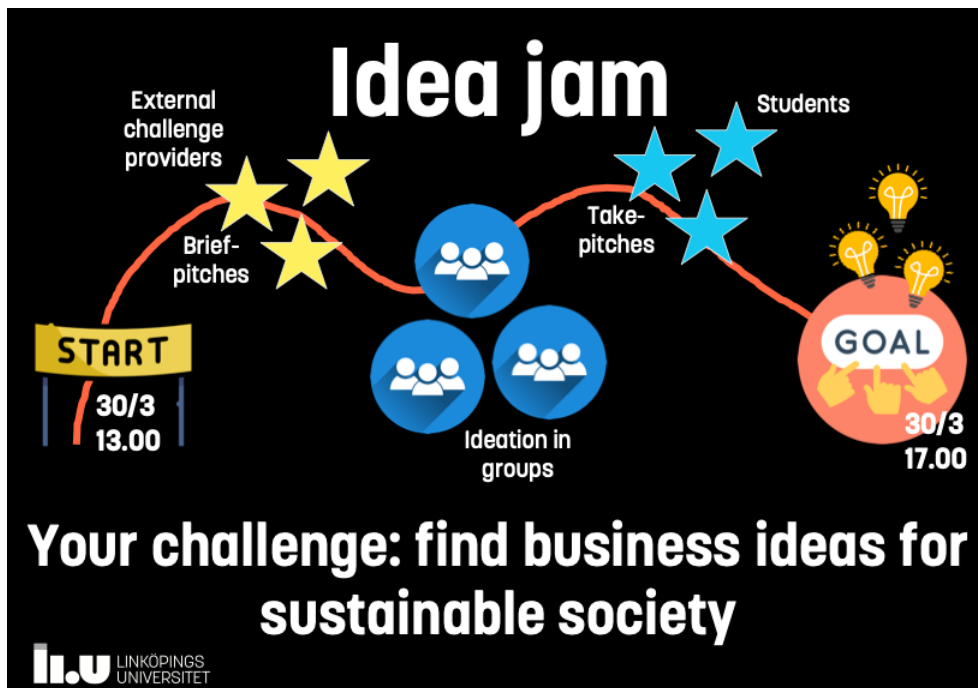 Idea jam
External
challenge
providers
Students
Brief-
pitches
Take-
pitches
START
30/3
13.00
GOAL
30/3
17.00
Ideation in
groups
Your challenge: find business ideas for
sustainable society
li.u LINKÖPINGS
UNIVERSITET